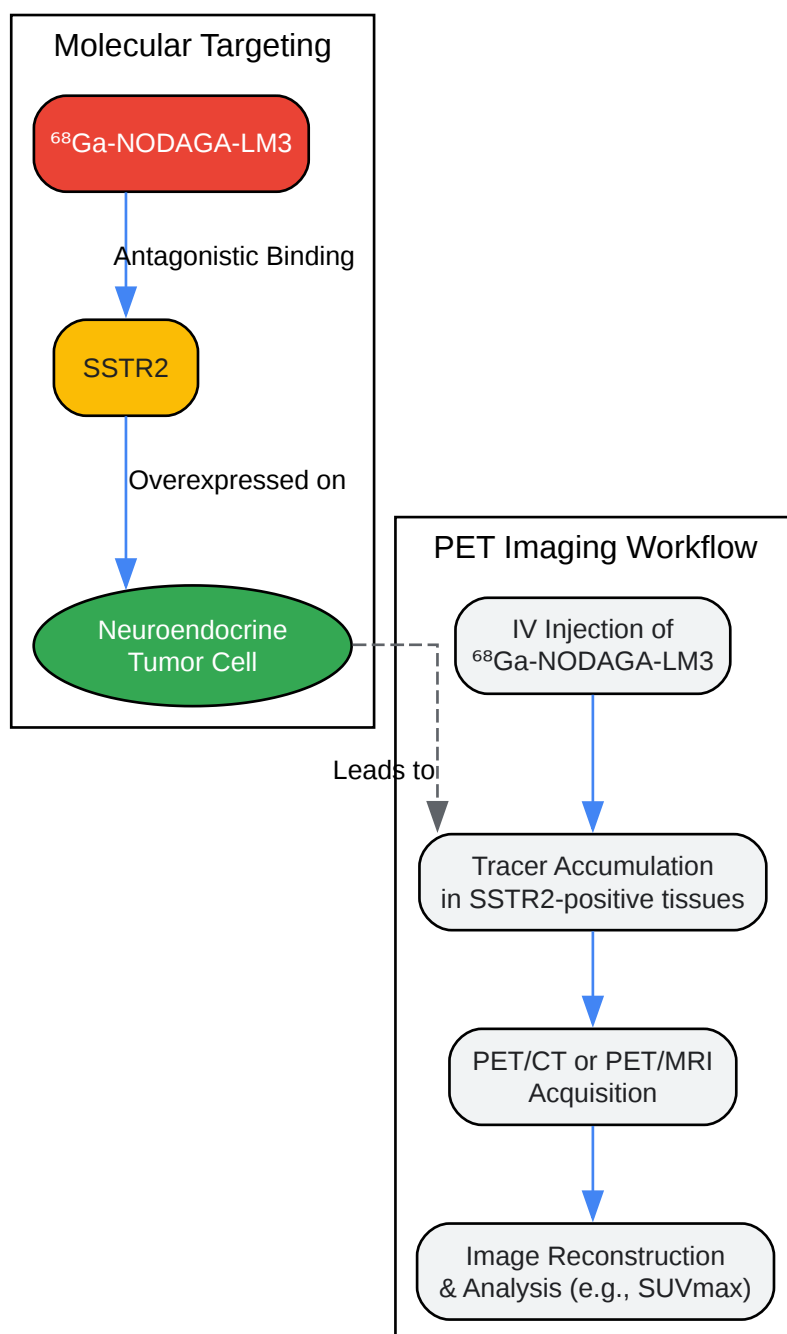 Molecular Targeting
⁶⁸Ga-NODAGA-LM3
Antagonistic Binding
SSTR2
Overexpressed on
Neuroendocrine
Tumor Cell
Leads to
PET Imaging Workflow
IV Injection of
⁶⁸Ga-NODAGA-LM3
Tracer Accumulation
in SSTR2-positive tissues
PET/CT or PET/MRI
Acquisition
Image Reconstruction
& Analysis (e.g., SUVmax)